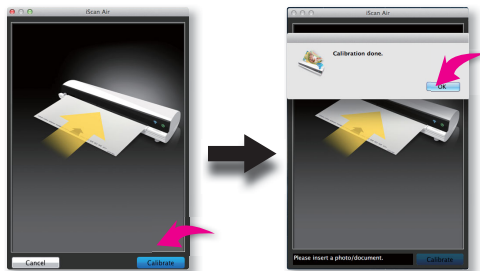 iScan Air
Cancel
Calibrate
iScan Air
Calibration done.
OK
Please insert a photo/document.
Calibrate